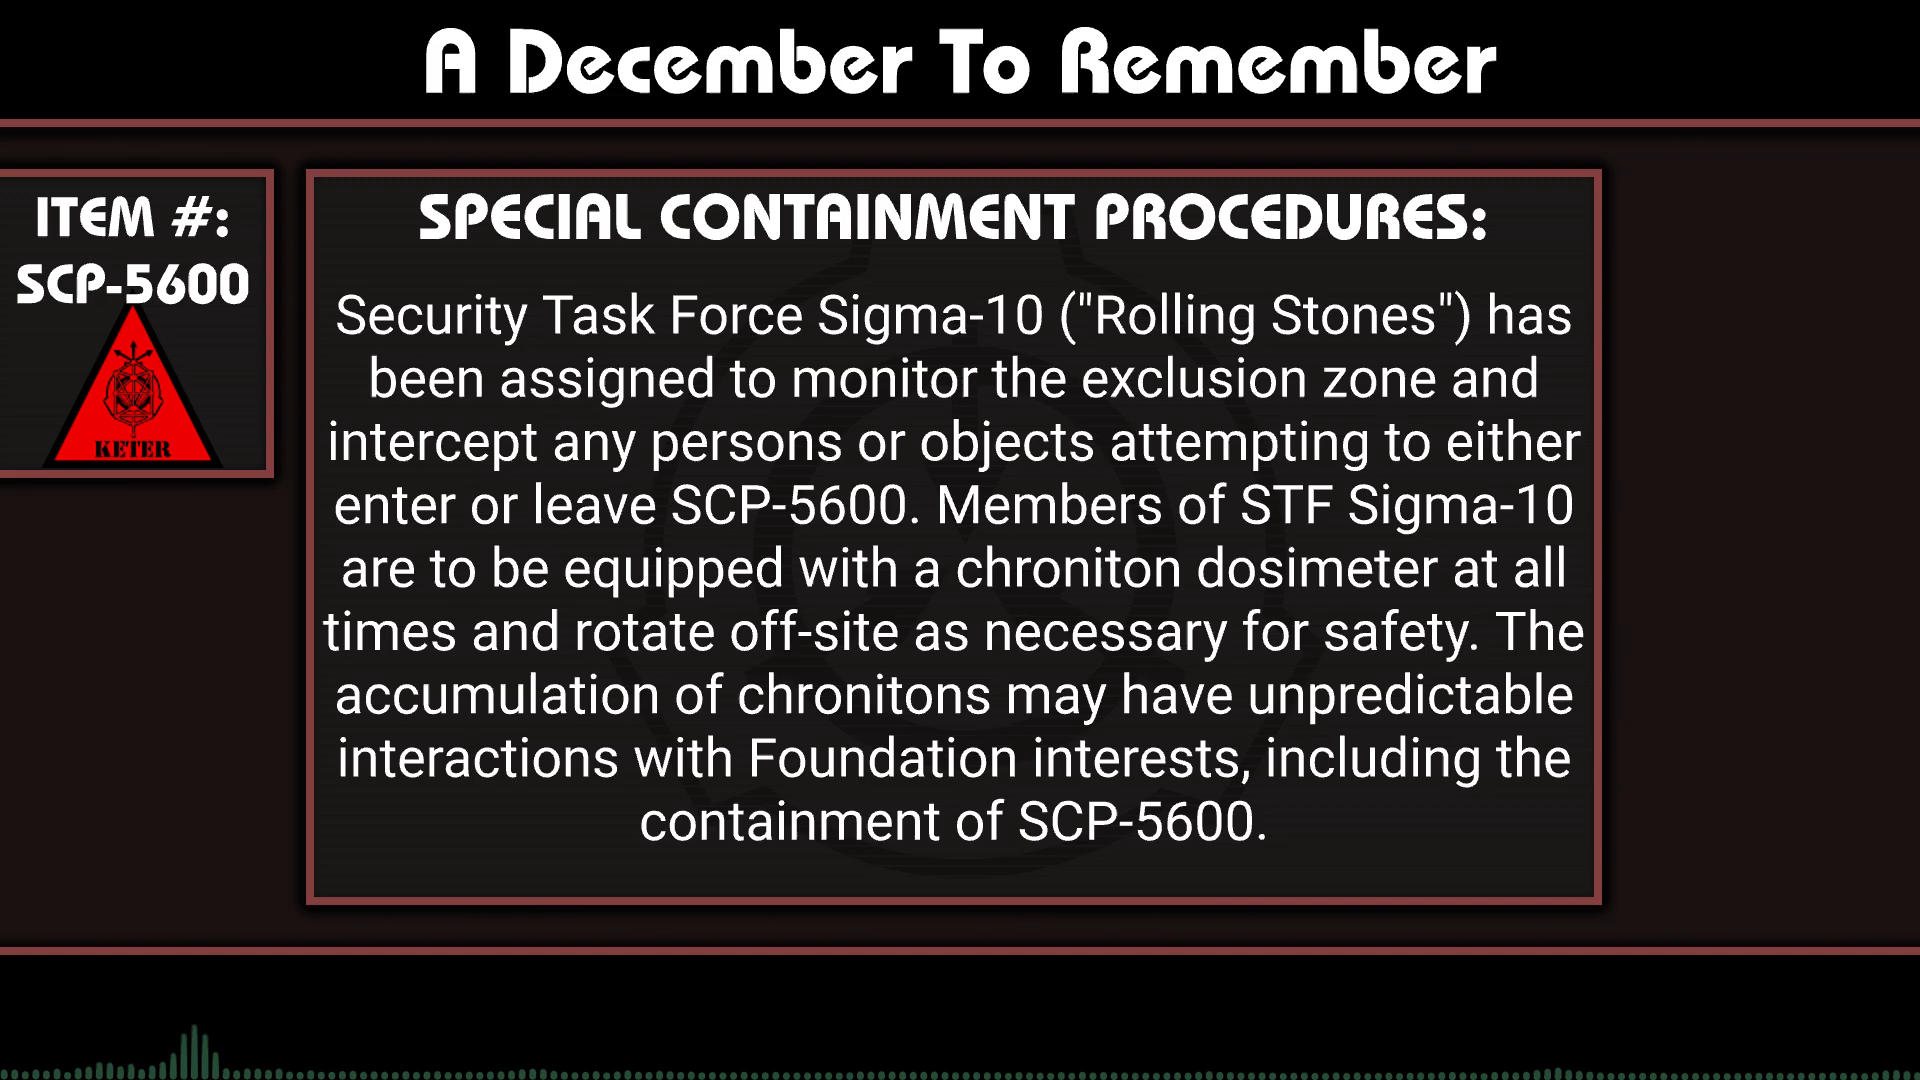 A December To Remember
ITEM #:
SCP-5600
KETER
SPECIAL CONTAINMENT PROCEDURES:
Security Task Force Sigma-10 ("Rolling Stones") has
been assigned to monitor the exclusion zone and
intercept any persons or objects attempting to either
enter or leave SCP-5600. Members of STF Sigma-10
are to be equipped with a chroniton dosimeter at all
times and rotate off-site as necessary for safety. The
accumulation of chronitons may have unpredictable
interactions with Foundation interests, including the
containment of SCP-5600.